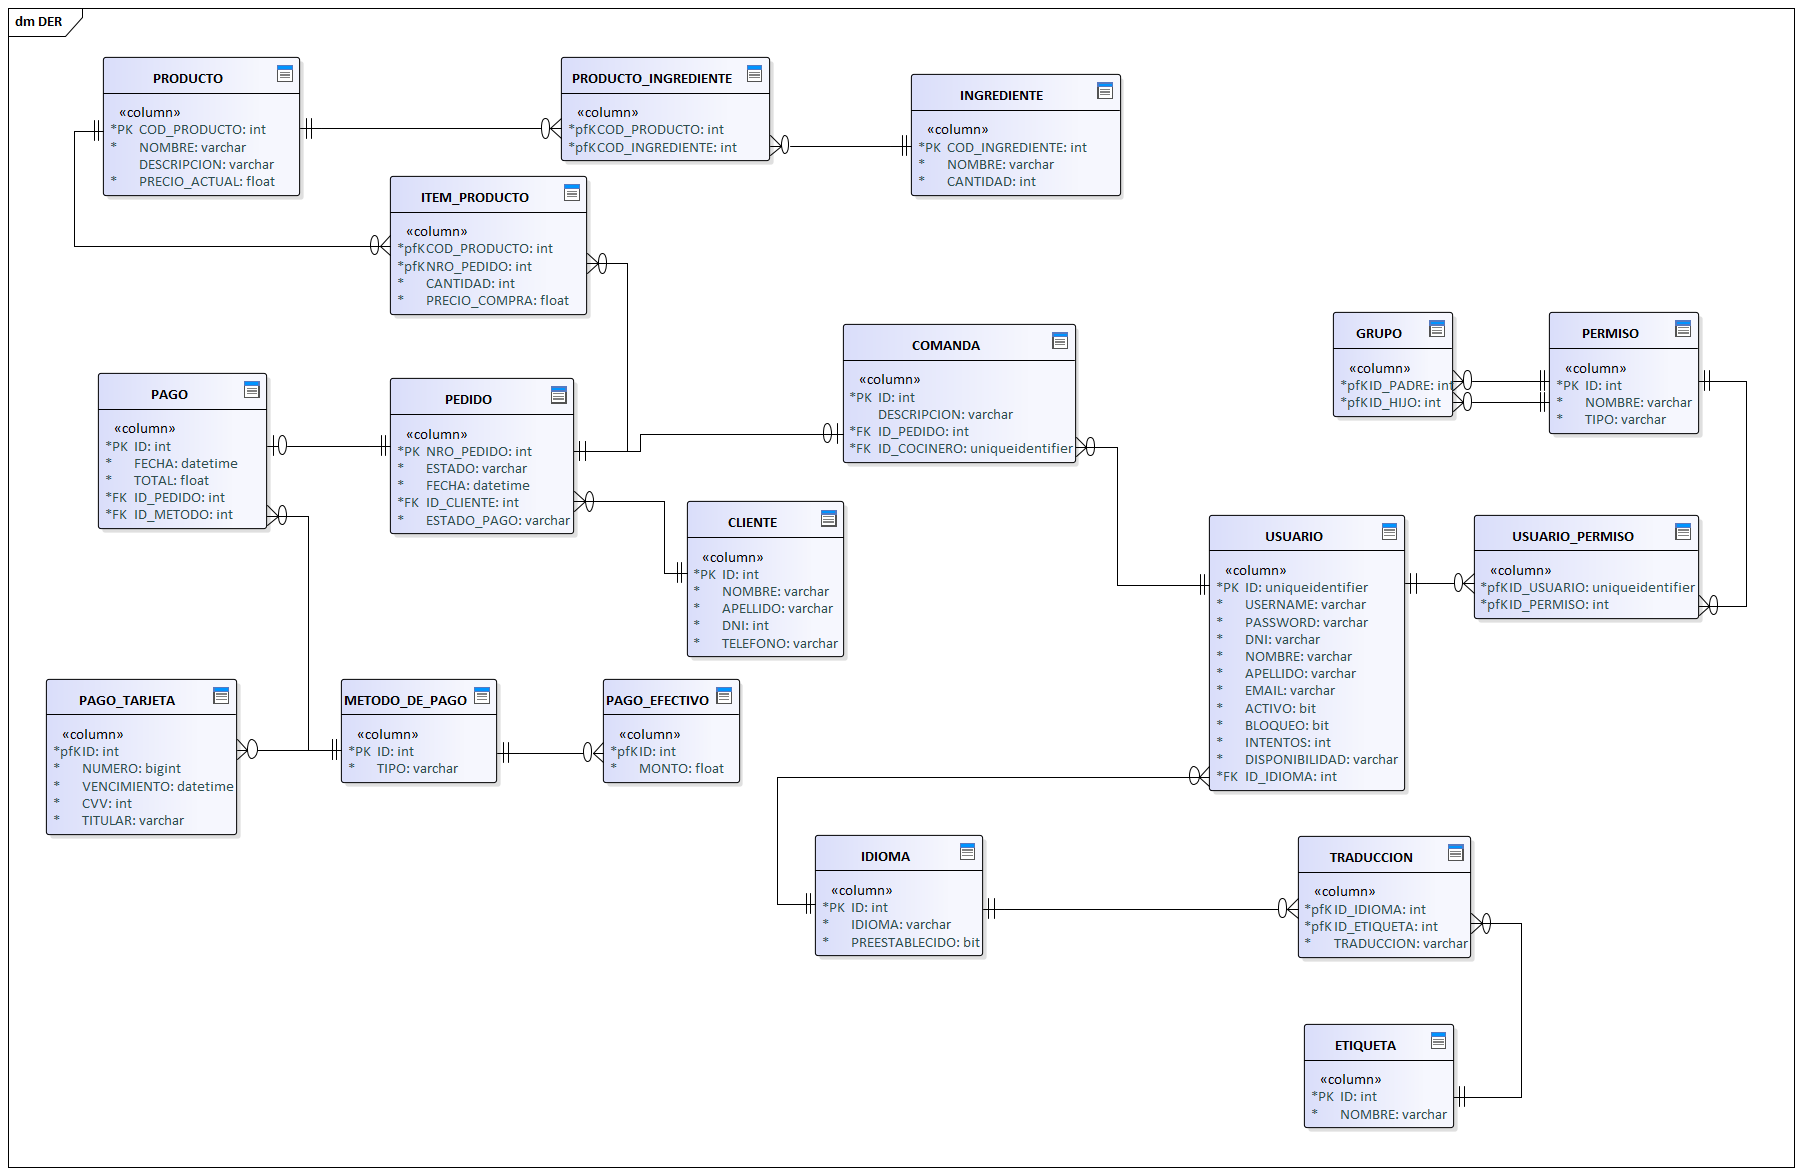 dm DER
PRODUCTO
«column»
*PK COD_PRODUCTO: int
* NOMBRE: varchar
DESCRIPCION: varchar
* PRECIO_ACTUAL: float
PRODUCTO_INGREDIENTE
«column»
*pfK COD_PRODUCTO: int
*pfK COD_INGREDIENTE: int
INGREDIENTE
«column»
*PK COD_INGREDIENTE: int
* NOMBRE: varchar
* CANTIDAD: int
ITEM_PRODUCTO
«column»
*pfK COD_PRODUCTO: int
*pfK NRO_PEDIDO: int
* CANTIDAD: int
* PRECIO_COMPRA: float
COMANDA
«column»
*PK ID: int
DESCRIPCION: varchar
*FK ID_PEDIDO: int
*FK ID_COCINERO: uniqueidentifier
GRUPO
«column»
*pfK ID_PADRE: int
*pfK ID_HIJO: int
PERMISO
«column»
*PK ID: int
* NOMBRE: varchar
* TIPO: varchar
PAGO
«column»
*PK ID: int
* FECHA: datetime
* TOTAL: float
*FK ID_PEDIDO: int
*FK ID_METODO: int
PEDIDO
«column»
*PK NRO_PEDIDO: int
* ESTADO: varchar
* FECHA: datetime
*FK ID_CLIENTE: int
* ESTADO_PAGO: varchar
CLIENTE
«column»
*PK ID: int
* NOMBRE: varchar
* APELLIDO: varchar
* DNI: int
* TELEFONO: varchar
USUARIO
«column»
*PK ID: uniqueidentifier
* USERNAME: varchar
* PASSWORD: varchar
* DNI: varchar
* NOMBRE: varchar
* APELLIDO: varchar
* EMAIL: varchar
* ACTIVO: bit
* BLOQUEO: bit
* INTENTOS: int
* DISPONIBILIDAD: varchar
*FK ID_IDIOMA: int
USUARIO_PERMISO
«column»
*pfK ID_USUARIO: uniqueidentifier
*pfK ID_PERMISO: int
PAGO_TARJETA
«column»
*pfK ID: int
* NUMERO: bigint
* VENCIMIENTO: datetime
* CVV: int
* TITULAR: varchar
METODO_DE_PAGO
«column»
*PK ID: int
* TIPO: varchar
PAGO_EFECTIVO
«column»
*pfK ID: int
* MONTO: float
IDIOMA
«column»
*PK ID: int
* IDIOMA: varchar
* PREESTABLECIDO: bit
TRADUCCION
«column»
*pfK ID_IDIOMA: int
*pfK ID_ETIQUETA: int
* TRADUCCION: varchar
ETIQUETA
«column»
*PK ID: int
* NOMBRE: varchar